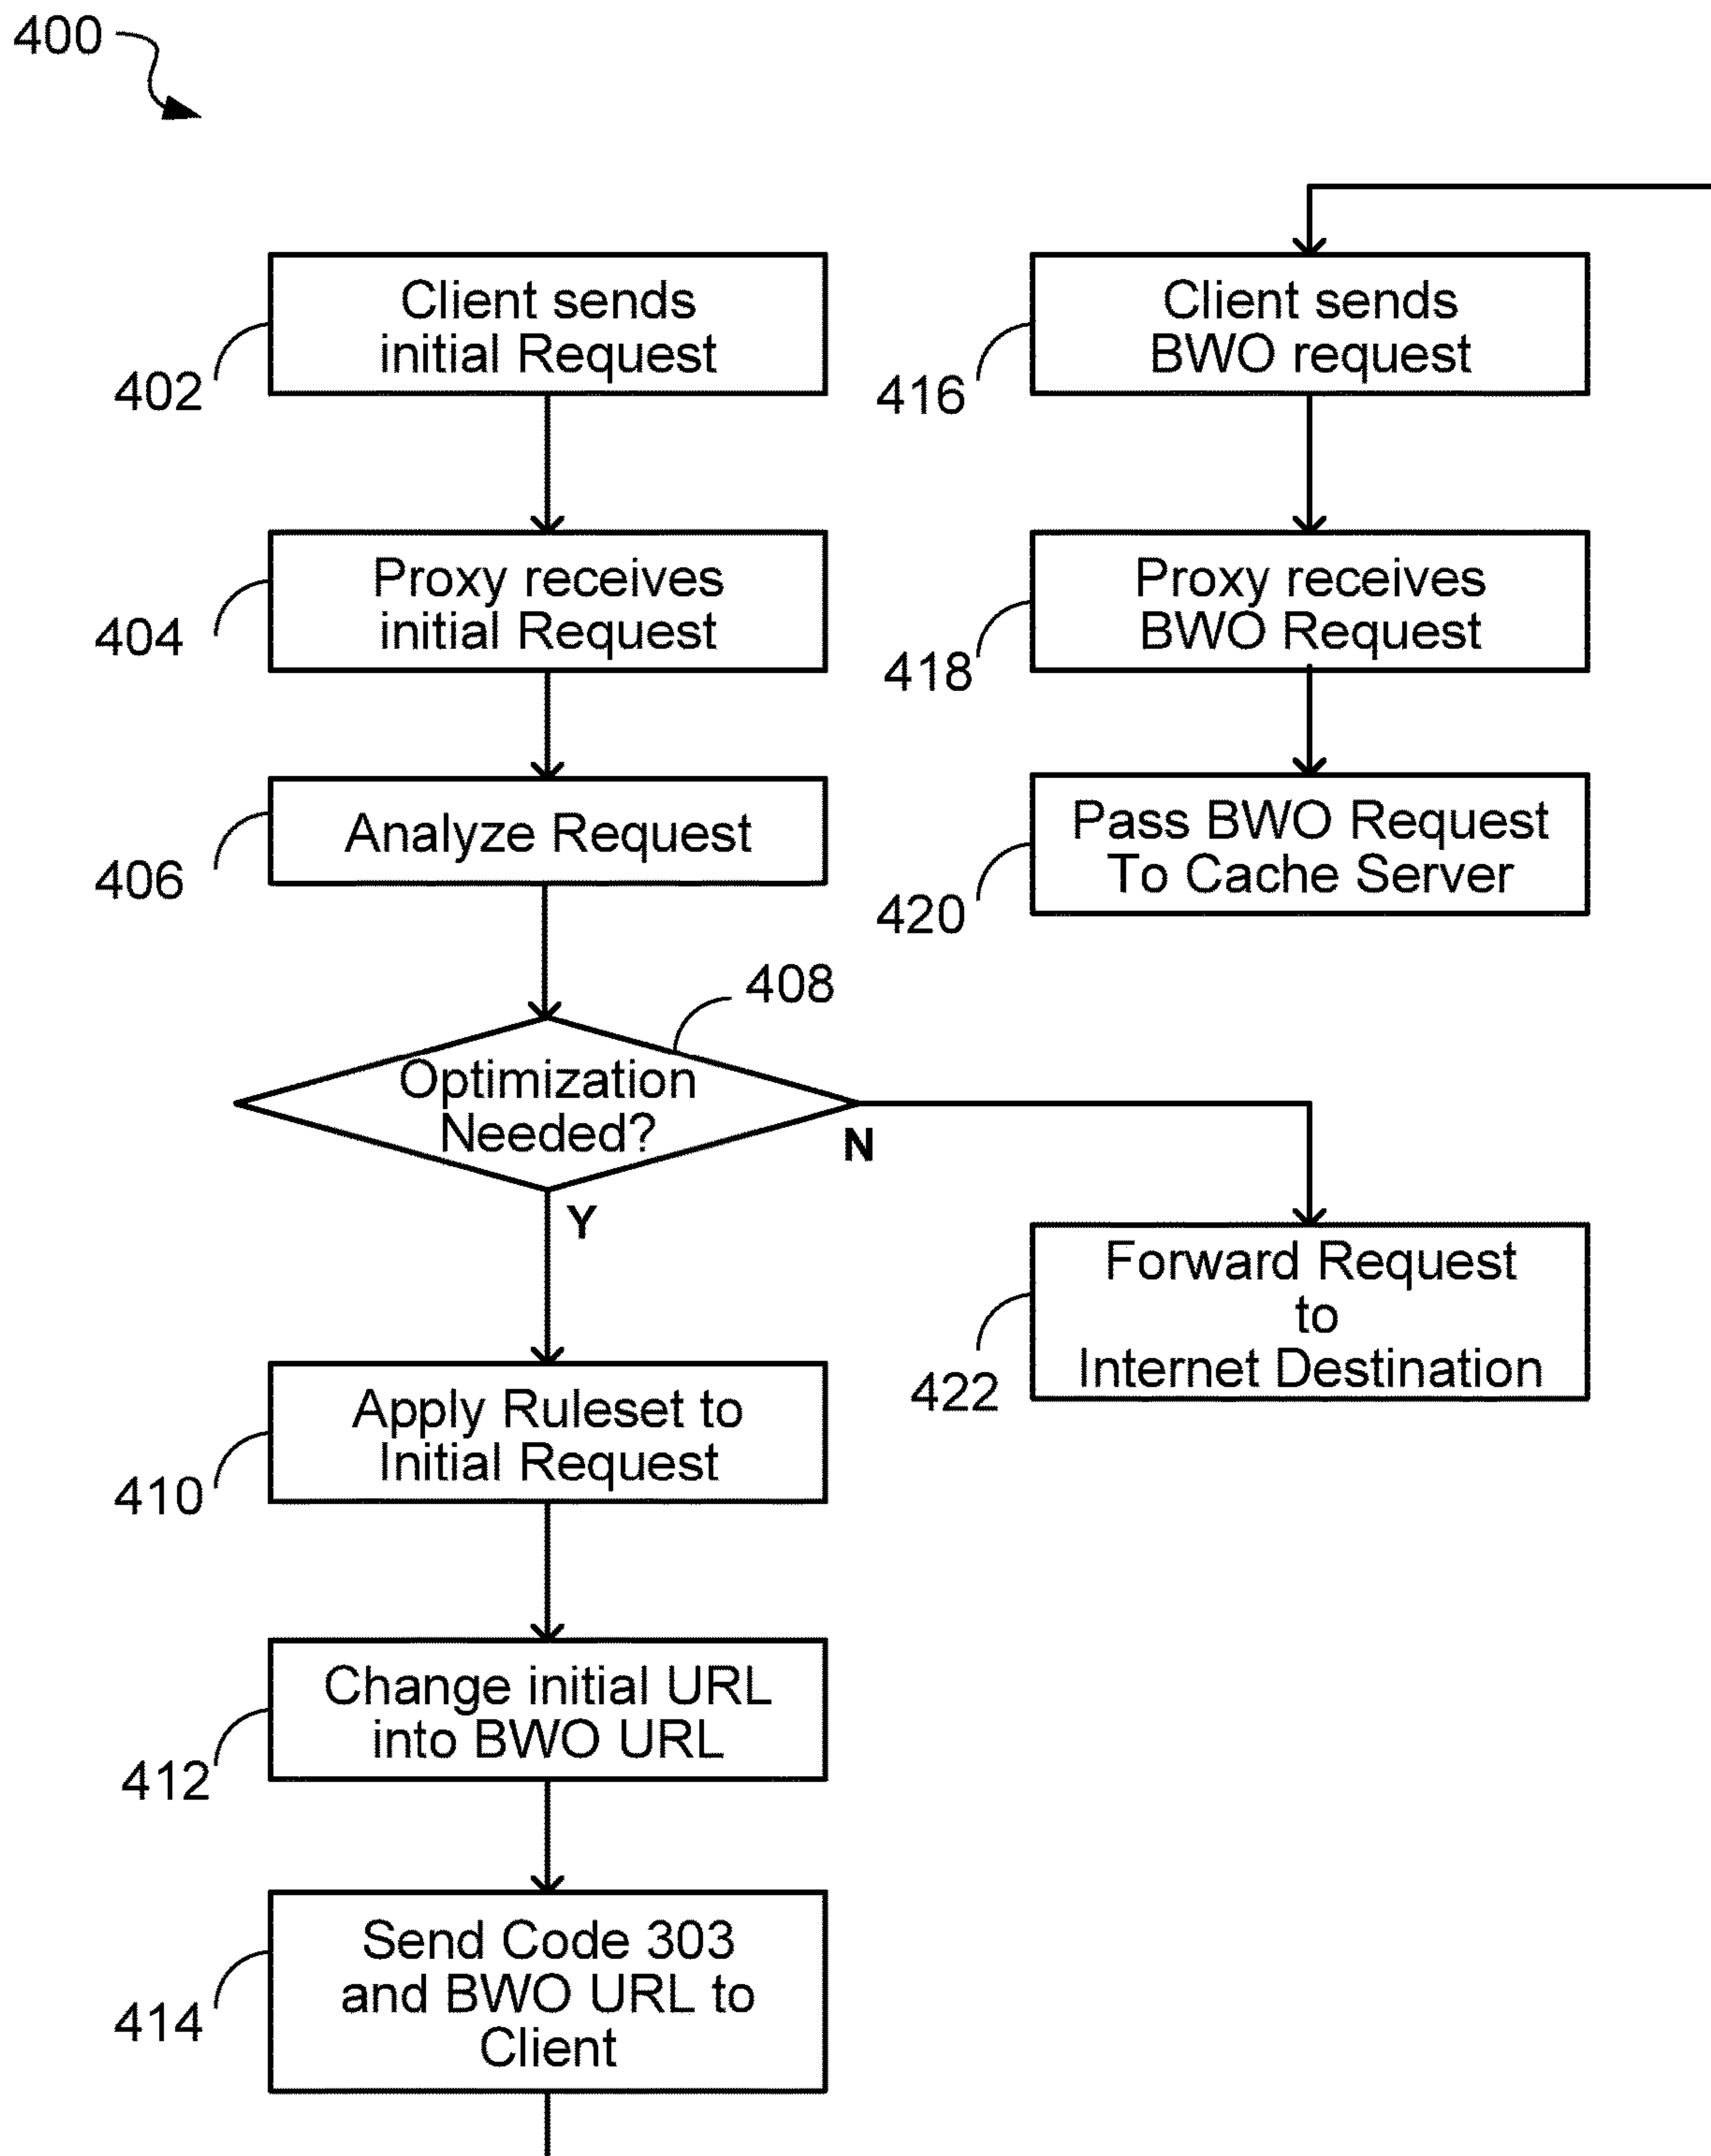 400
Client sends
initial Request
402
Proxy receives
initial Request
404
Analyze Request
406
408
Optimization
Needed?
N
Y
Apply Ruleset to
Initial Request
410
Change initial URL
into BWO URL
412
Send Code 303
and BWO URL to
Client
414
Client sends
BWO request
416
Proxy receives
BWO Request
418
Pass BWO Request
To Cache Server
420
Forward Request
to
Internet Destination
422